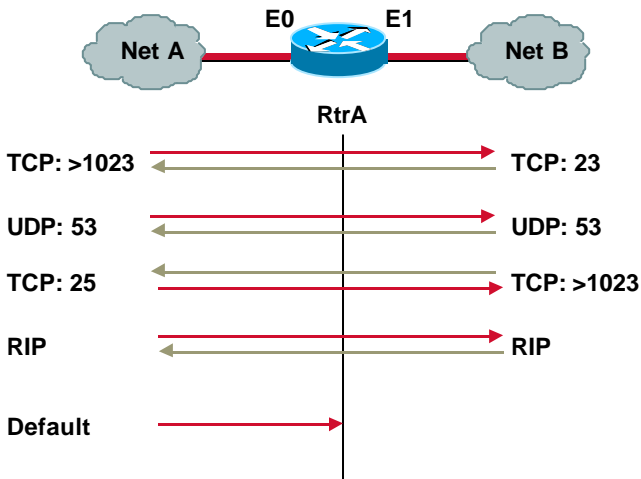 E0 E1
Net A Net B
RtrA
TCP: >1023 TCP: 23
UDP: 53 UDP: 53
TCP: 25 TCP: >1023
RIP RIP
Default